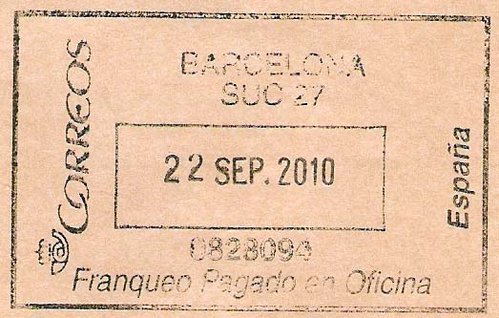 CORREOS
BARCELONA
SUC 27
22 SEP. 2010
0828094
Franqueo Pagado en Oficina
España